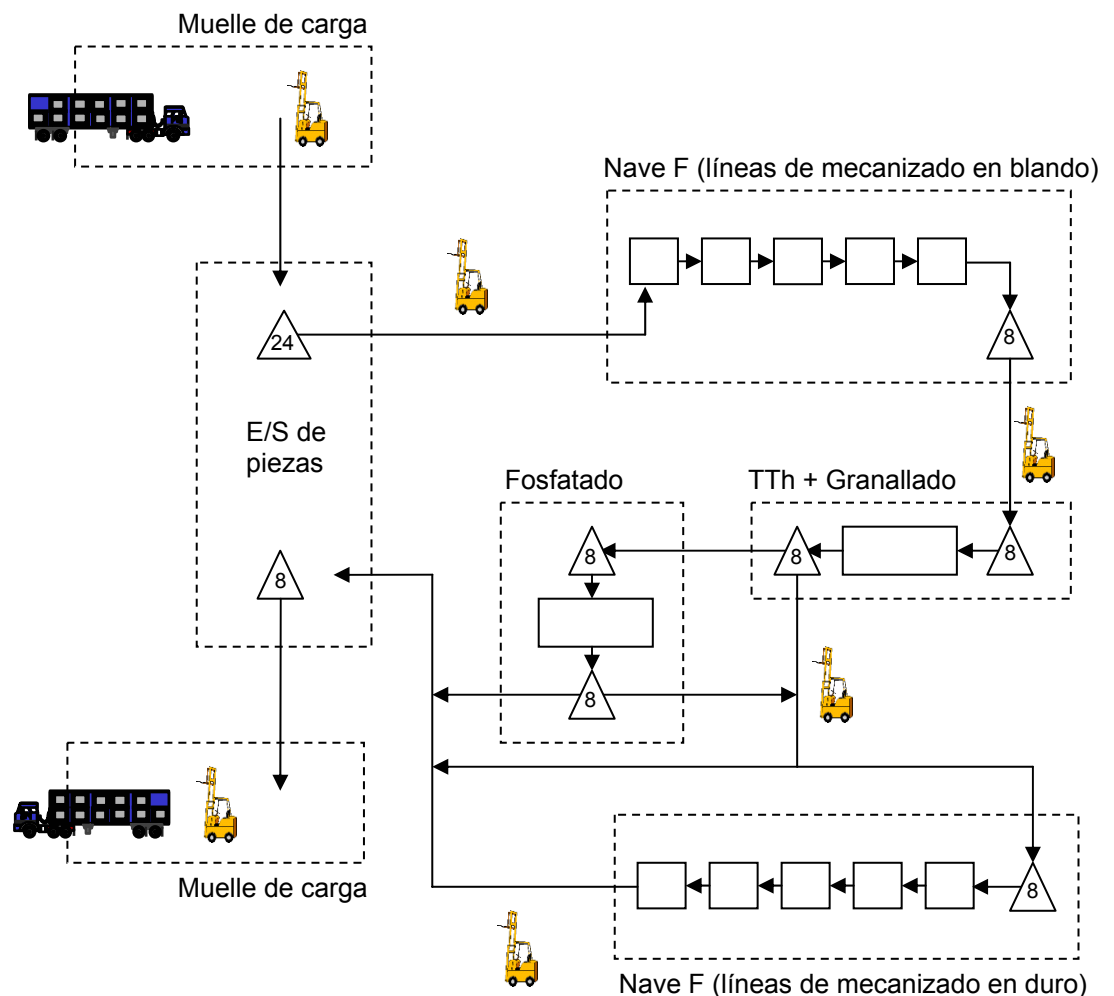 Muelle de carga
Nave F (líneas de mecanizado en blando)
24
8
E/S de
piezas
Fosfatado
TTh + Granallado
8
8
8
8
8
Muelle de carga
8
Nave F (líneas de mecanizado en duro)